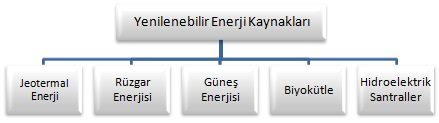 Yenilenebilir Enerji Kaynakları
Jeotermal
Enerji
Rüzgar
Enerjisi
Güneş
Enerjisi
Biyokütle
Hidroelektrik
Santraller